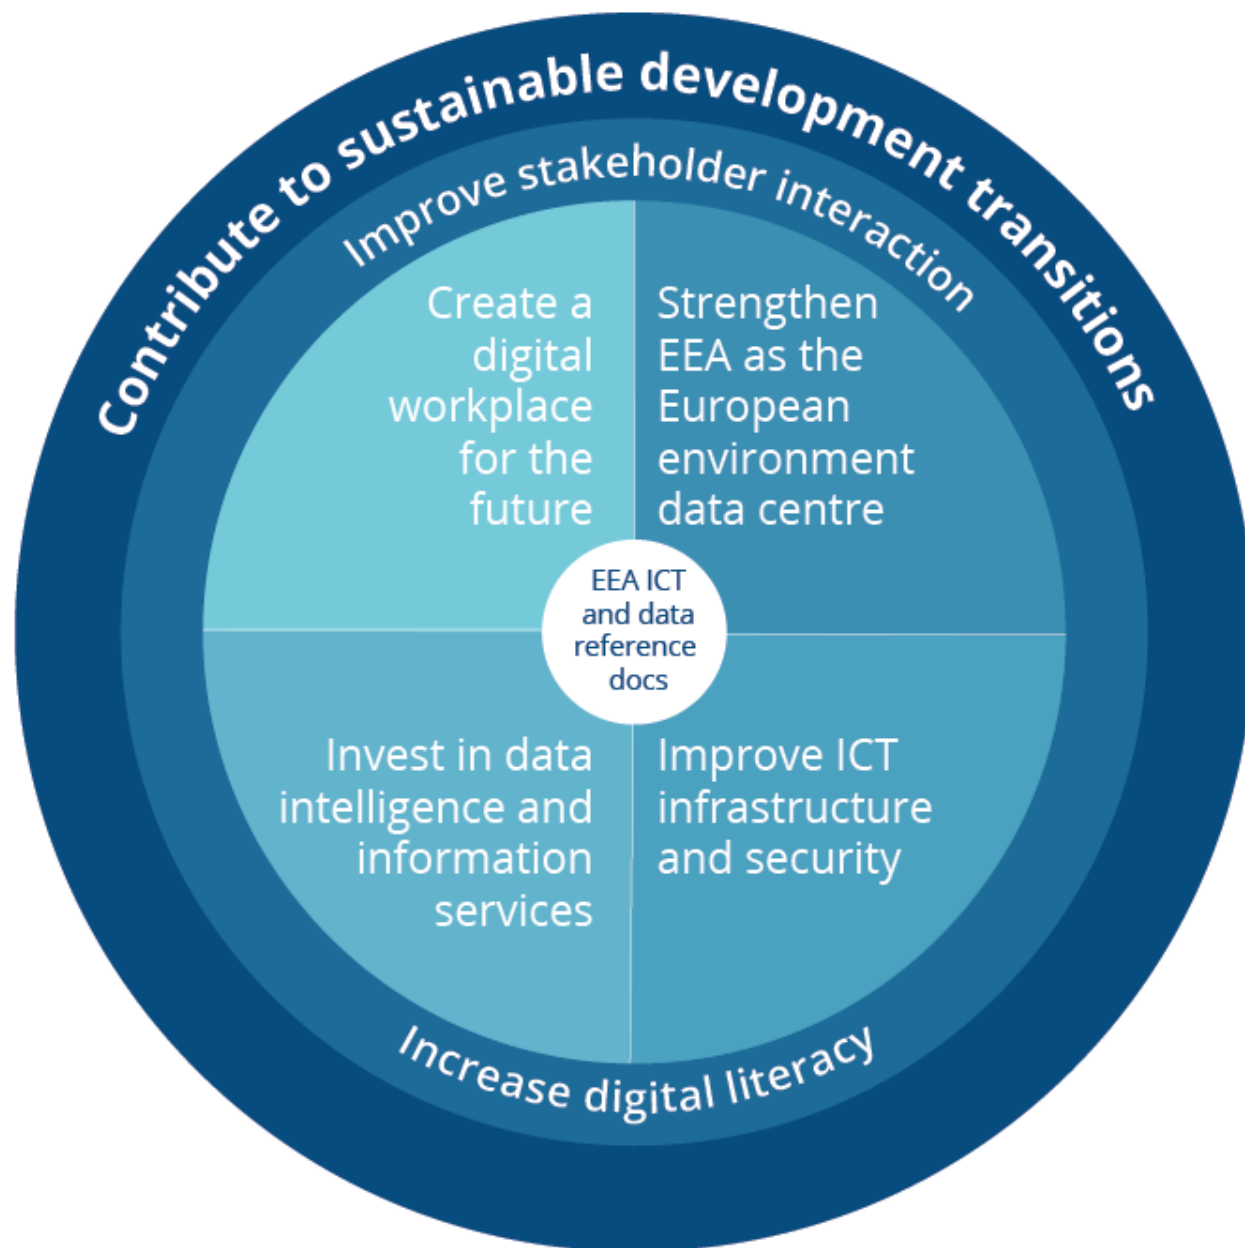 Contribute to sustainable development transitions
Improve stakeholder interaction
Create a
digital
workplace
for the
future
Strengthen
EEA as the
European
environment
data centre
EEA ICT
and data
reference
docs
Invest in data
intelligence and
information
services
Improve ICT
infrastructure
and security
Increase digital literacy